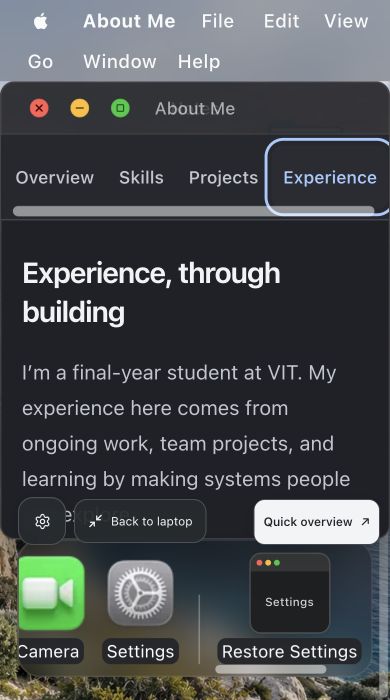 About Me File Edit View
Go Window Help
About Me
Overview Skills Projects Experience
Experience, through
building
I'm a final-year student at VIT. My
experience here comes from
ongoing work, team projects, and
learning by making systems people
Back to laptop
Quick overview
Settings
Camera Settings Restore Settings